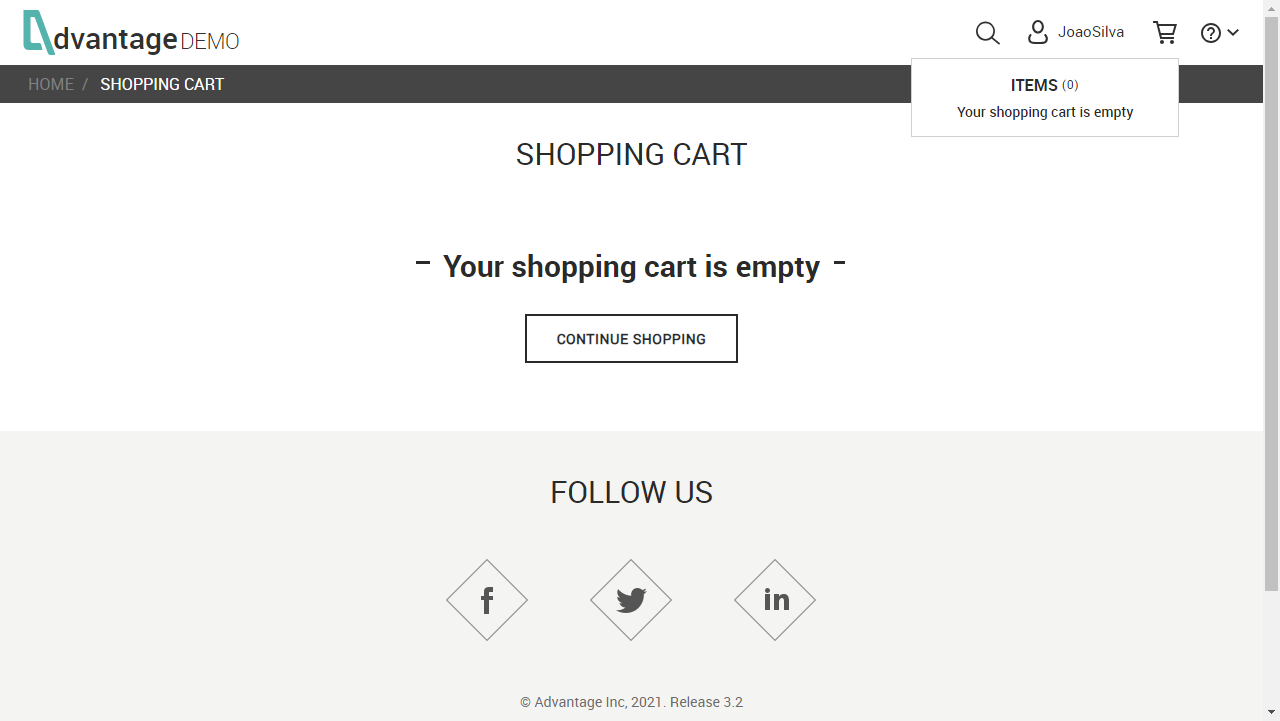 Advantage DEMO
JoaoSilva
HOME / SHOPPING CART
ITEMS (0)
Your shopping cart is empty
SHOPPING CART
Your shopping cart is empty
CONTINUE SHOPPING
FOLLOW US
© Advantage Inc, 2021. Release 3.2